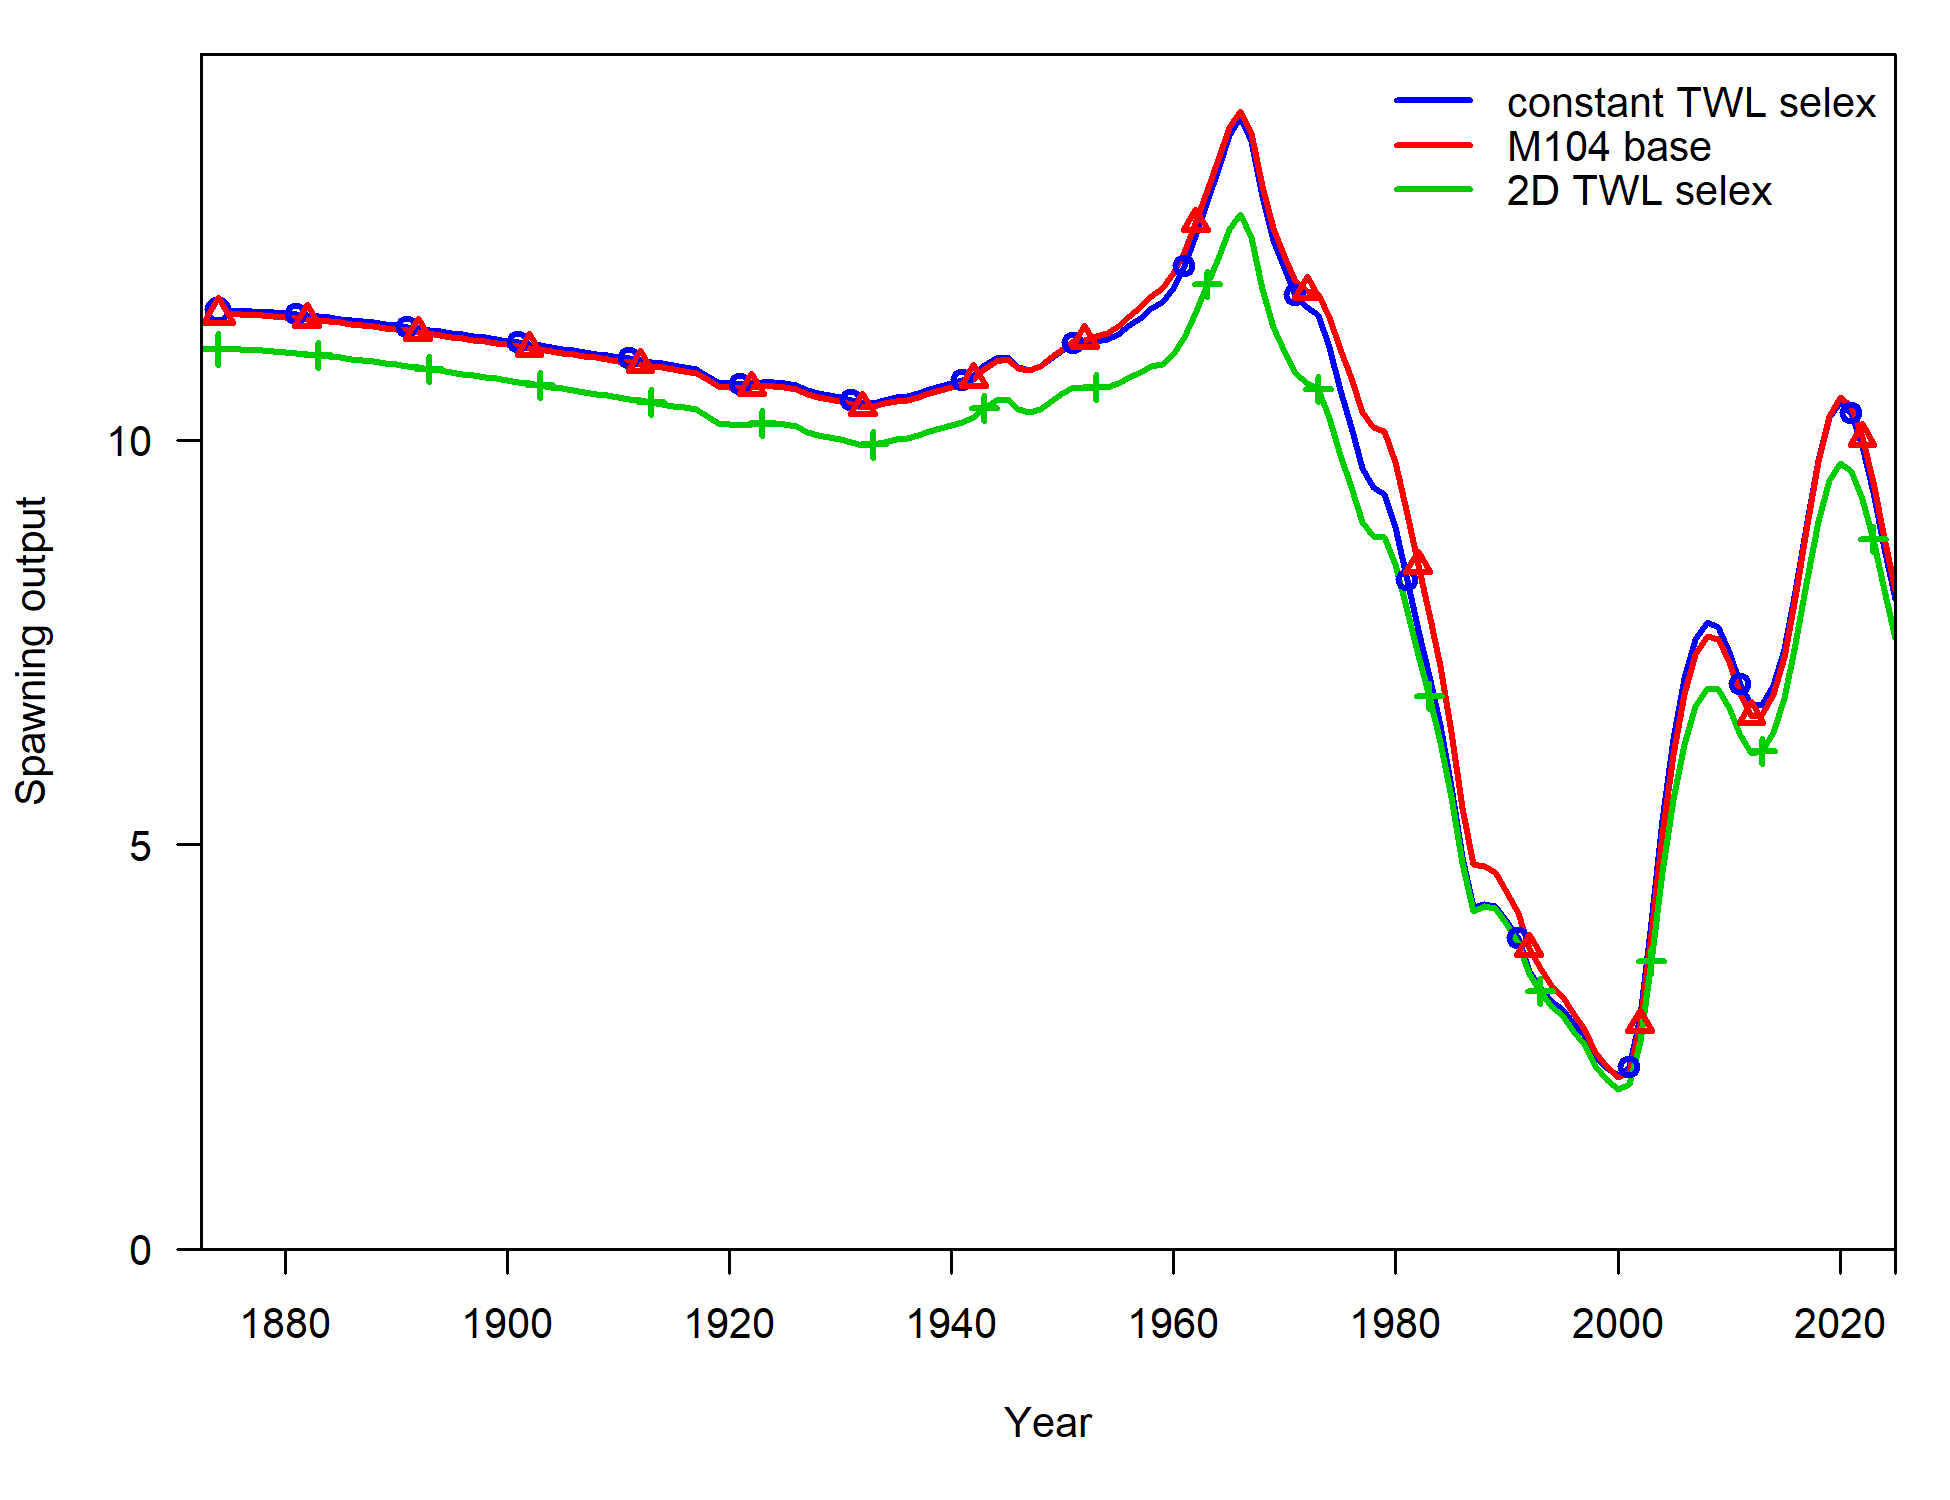 constant TWL selex
M104 base
2D TWL selex
Spawning output
10
5
0
1880 1900 1920 1940 1960 1980 2000 2020
Year